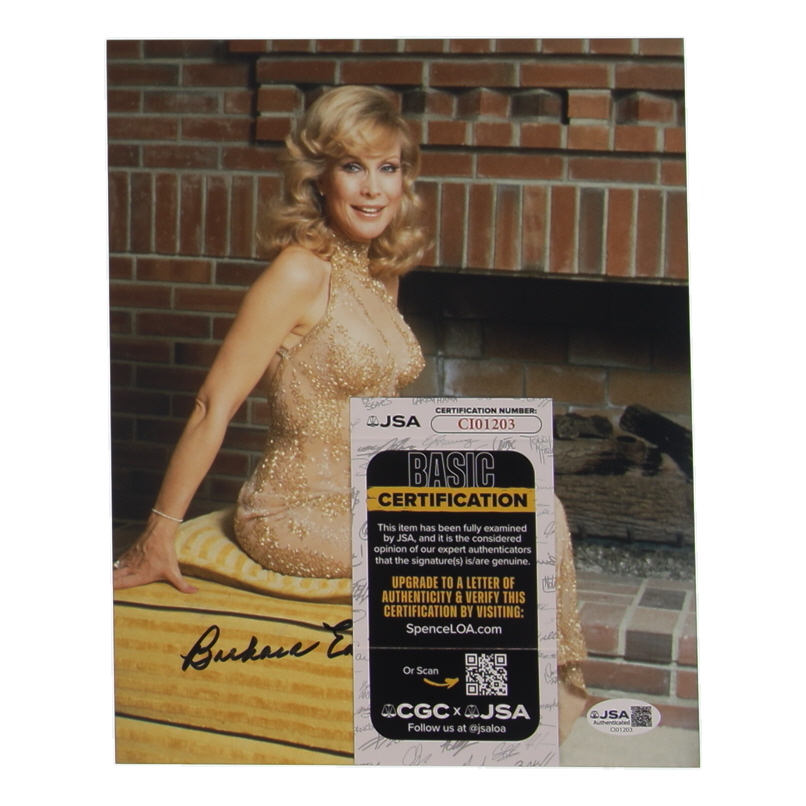 JSA
CERTIFICATION NUMBER:
CI01203
BASIC
CERTIFICATION
This item has been fully examined
by JSA, and it is the considered
opinion of our expert authenticators
that the signature(s) is/are genuine.
UPGRADE TO A LETTER OF
AUTHENTICITY & VERIFY THIS
CERTIFICATION BY VISITING:
SpenceLOA.com
Barbara E
Or Scan
CGC x JSA
Follow us at @jsaloa
JSA
Authenticated
CI01203